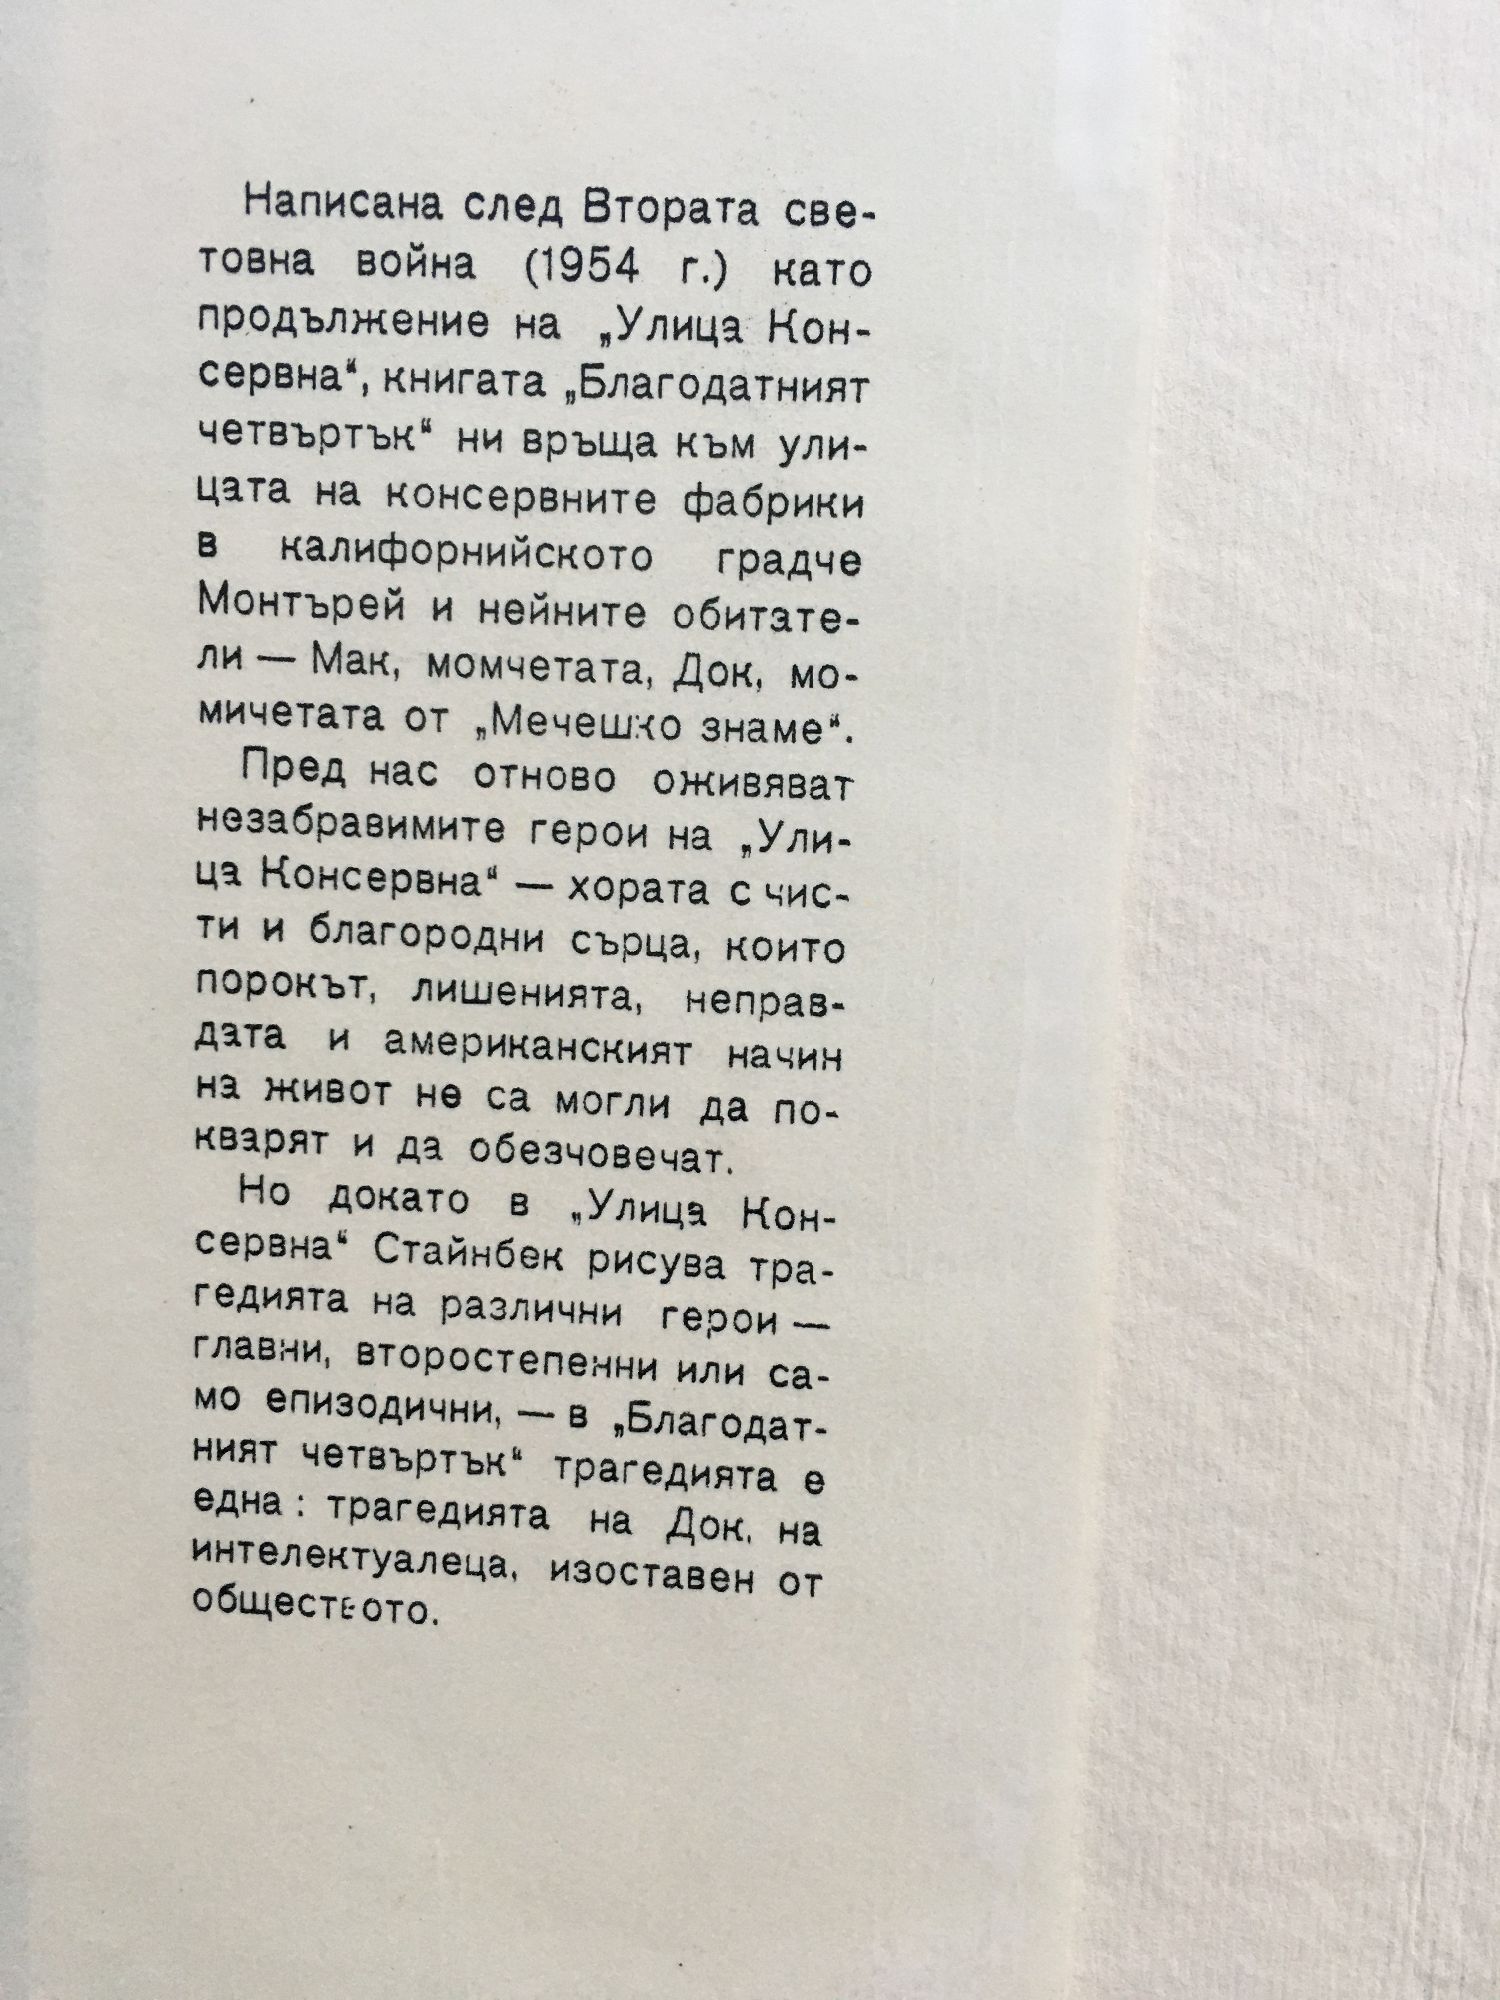 Написана след Втората све-
товна война (1954 г.) като
продължение на „Улица Кон-
сервна“, книгата „Благодатният
четвъртък“ ни връща към ули-
цата на консервните фабрики
в калифорнийското градче
Монтърей и нейните обитате-
ли — Мак, момчетата, Док, мо-
мичетата от „Мечешко знаме“.
Пред нас отново оживяват
незабравимите герои на „Ули-
ца Консервна“ — хората с чис-
ти и благородни сърца, които
порокът, лишенията, неправ-
дата и американският начин
на живот не са могли да по-
кварят и да обезчовечат.
Но докато в „Улица Кон-
сервна“ Стайнбек рисува тра-
гедията на различни герои —
главни, второстепенни или са-
мо епизодични, — в „Благодат-
ният четвъртък“ трагедията е
една: трагедията на Док, на
интелектуалеца, изоставен от
обществото.